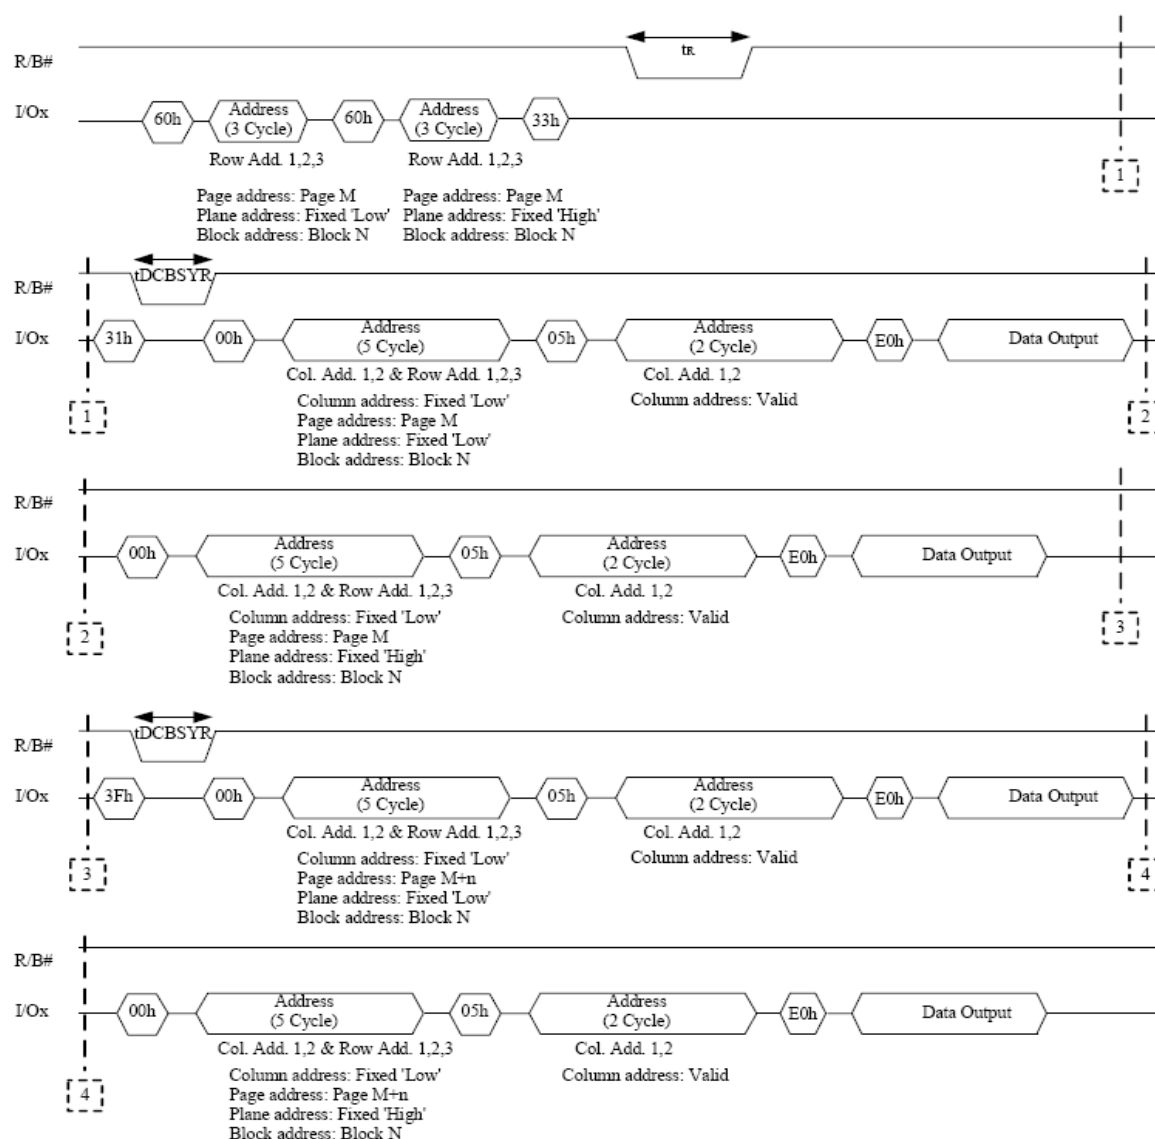 R/B#
tR
I/Ox
60h
Address
(3 Cycle)
60h
Address
(3 Cycle)
33h
Row Add. 1,2,3
Row Add. 1,2,3
1
Page address: Page M
Plane address: Fixed 'Low'
Block address: Block N
Page address: Page M
Plane address: Fixed 'High'
Block address: Block N
R/B#
tDCBSYR
I/Ox
31h
00h
Address
(5 Cycle)
05h
Address
(2 Cycle)
E0h
Data Output
Col. Add. 1,2 & Row Add. 1,2,3
Col. Add. 1,2
Column address: Fixed 'Low'
Page address: Page M
Plane address: Fixed 'Low'
Block address: Block N
Column address: Valid
1
2
R/B#
I/Ox
00h
Address
(5 Cycle)
05h
Address
(2 Cycle)
E0h
Data Output
Col. Add. 1,2 & Row Add. 1,2,3
Col. Add. 1,2
Column address: Fixed 'Low'
Page address: Page M
Plane address: Fixed 'High'
Block address: Block N
Column address: Valid
2
3
R/B#
tDCBSYR
I/Ox
3Fh
00h
Address
(5 Cycle)
05h
Address
(2 Cycle)
E0h
Data Output
Col. Add. 1,2 & Row Add. 1,2,3
Col. Add. 1,2
Column address: Fixed 'Low'
Page address: Page M+n
Plane address: Fixed 'Low'
Block address: Block N
Column address: Valid
3
4
R/B#
I/Ox
00h
Address
(5 Cycle)
05h
Address
(2 Cycle)
E0h
Data Output
Col. Add. 1,2 & Row Add. 1,2,3
Col. Add. 1,2
Column address: Fixed 'Low'
Page address: Page M+n
Plane address: Fixed 'High'
Block address: Block N
Column address: Valid
4